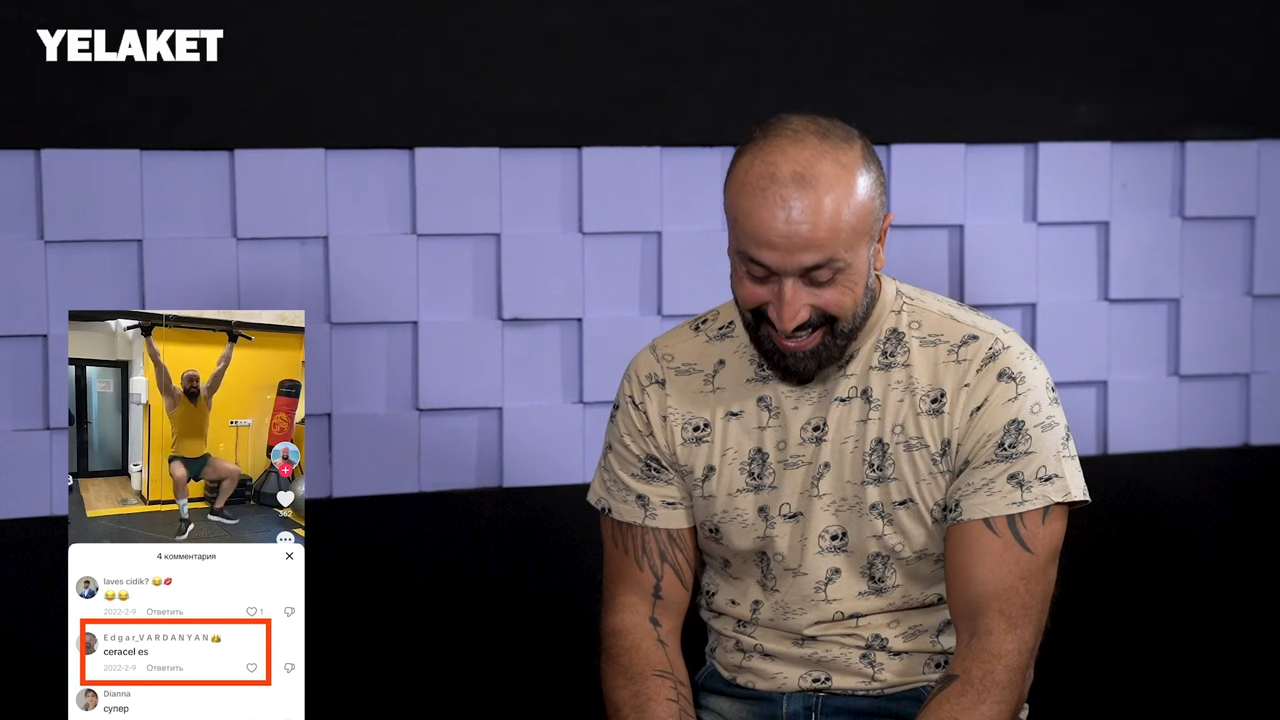 YELAKET
362
4 комментария
laves cidik? 😂💋
😂😂
2022-2-9 Ответить
1
E d g a r_V A R D A N Y A N 👑
ceracel es
2022-2-9 Ответить
Dianna
супер